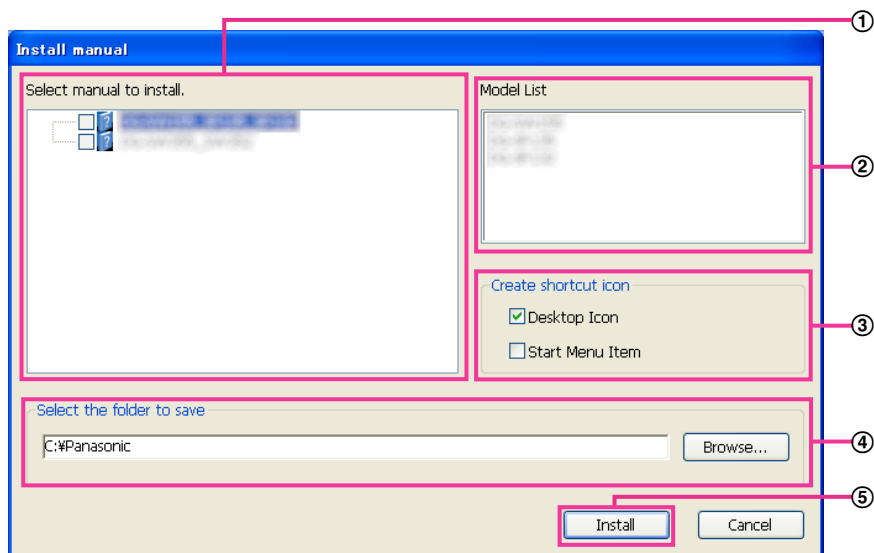 ①
Install manual
Select manual to install.
Model List
②
Create shortcut icon
Desktop Icon
③
Start Menu Item
Select the folder to save
C:¥Panasonic
Browse...
④
⑤
Install
Cancel